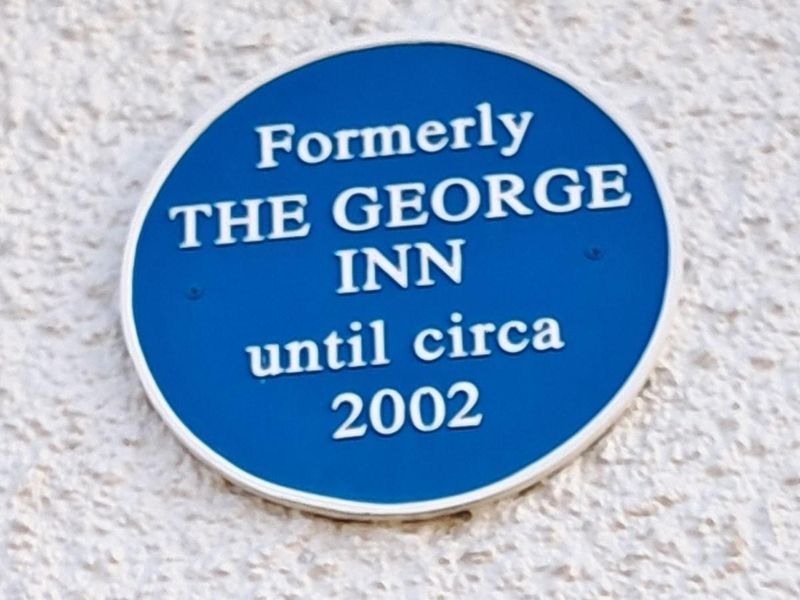 Formerly
THE GEORGE
INN
until circa
2002